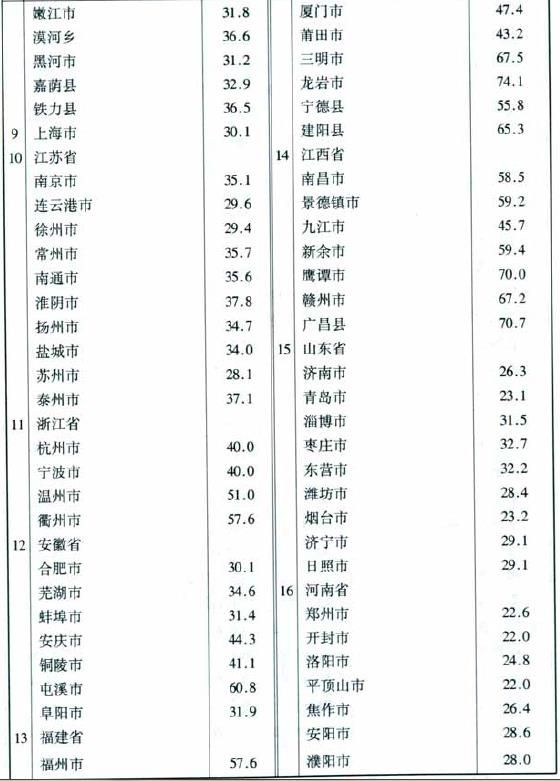 嫩江市 31.8
漠河乡 36.6
黑河市 31.2
嘉荫县 32.9
铁力县 36.5
9 上海市 30.1
10 江苏省
南京市 35.1
连云港市 29.6
徐州市 29.4
常州市 35.7
南通市 35.6
淮阴市 37.8
扬州市 34.7
盐城市 34.0
苏州市 28.1
泰州市 37.1
11 浙江省
杭州市 40.0
宁波市 40.0
温州市 51.0
衢州市 57.6
12 安徽省
合肥市 30.1
芜湖市 34.6
蚌埠市 31.4
安庆市 44.3
铜陵市 41.1
屯溪市 60.8
阜阳市 31.9
13 福建省
福州市 57.6
厦门市 47.4
莆田市 43.2
三明市 67.5
龙岩市 74.1
宁德县 55.8
建阳县 65.3
14 江西省
南昌市 58.5
景德镇市 59.2
九江市 45.7
新余市 59.4
鹰谭市 70.0
赣州市 67.2
广昌县 70.7
15 山东省
济南市 26.3
青岛市 23.1
淄博市 31.5
枣庄市 32.7
东营市 32.2
潍坊市 28.4
烟台市 23.2
济宁市 29.1
日照市 29.1
16 河南省
郑州市 22.6
开封市 22.0
洛阳市 24.8
平顶山市 22.0
焦作市 26.4
安阳市 28.6
濮阳市 28.0